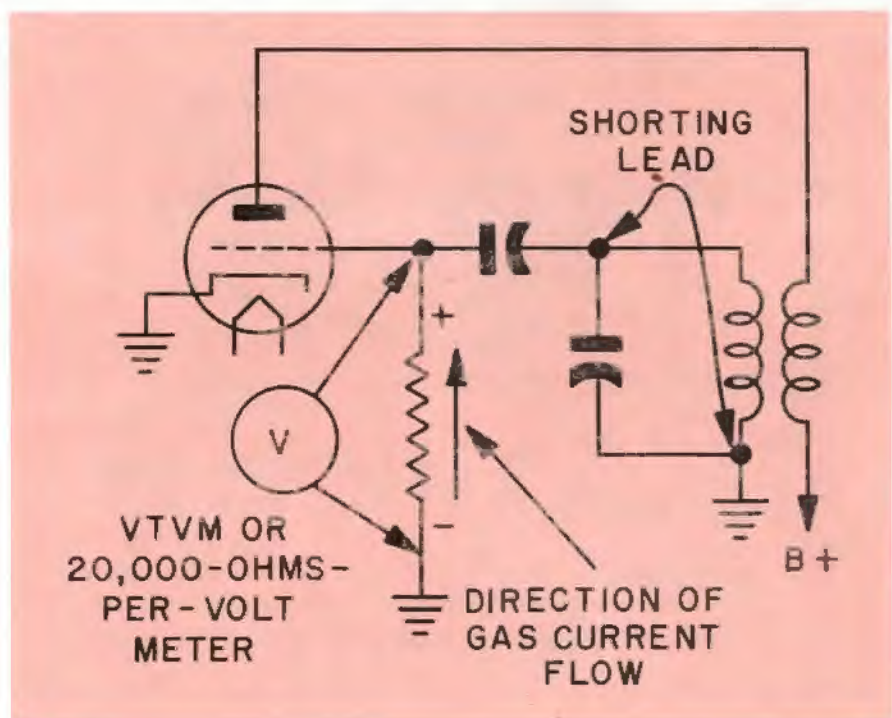 SHORTING
LEAD
+
V
-
B+
VTVM OR
20,000-OHMS-
PER-VOLT
METER
DIRECTION OF
GAS CURRENT
FLOW